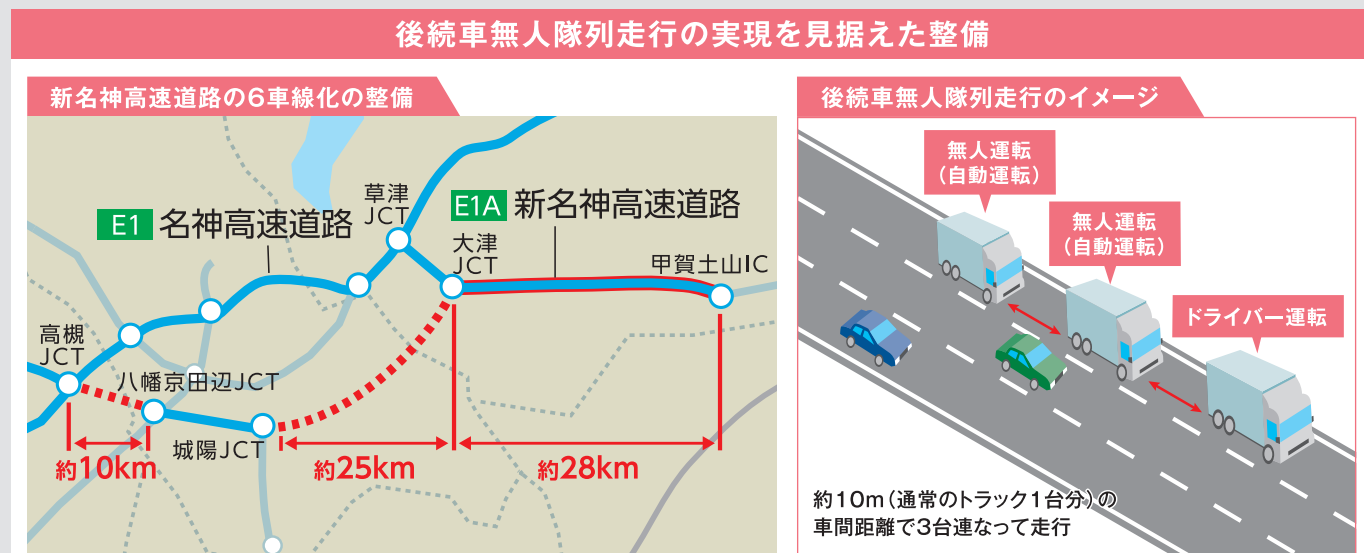 後続車無人隊列走行の実現を見据えた整備
新名神高速道路の6車線化の整備
草津
JCT
E1A 新名神高速道路
E1 名神高速道路
大津
JCT
甲賀土山IC
高槻
JCT
八幡京田辺JCT
城陽JCT
約10km
約25km
約28km
後続車無人隊列走行のイメージ
無人運転
(自動運転)
無人運転
(自動運転)
ドライバー運転
約10m(通常のトラック1台分)の
車間距離で3台連なって走行